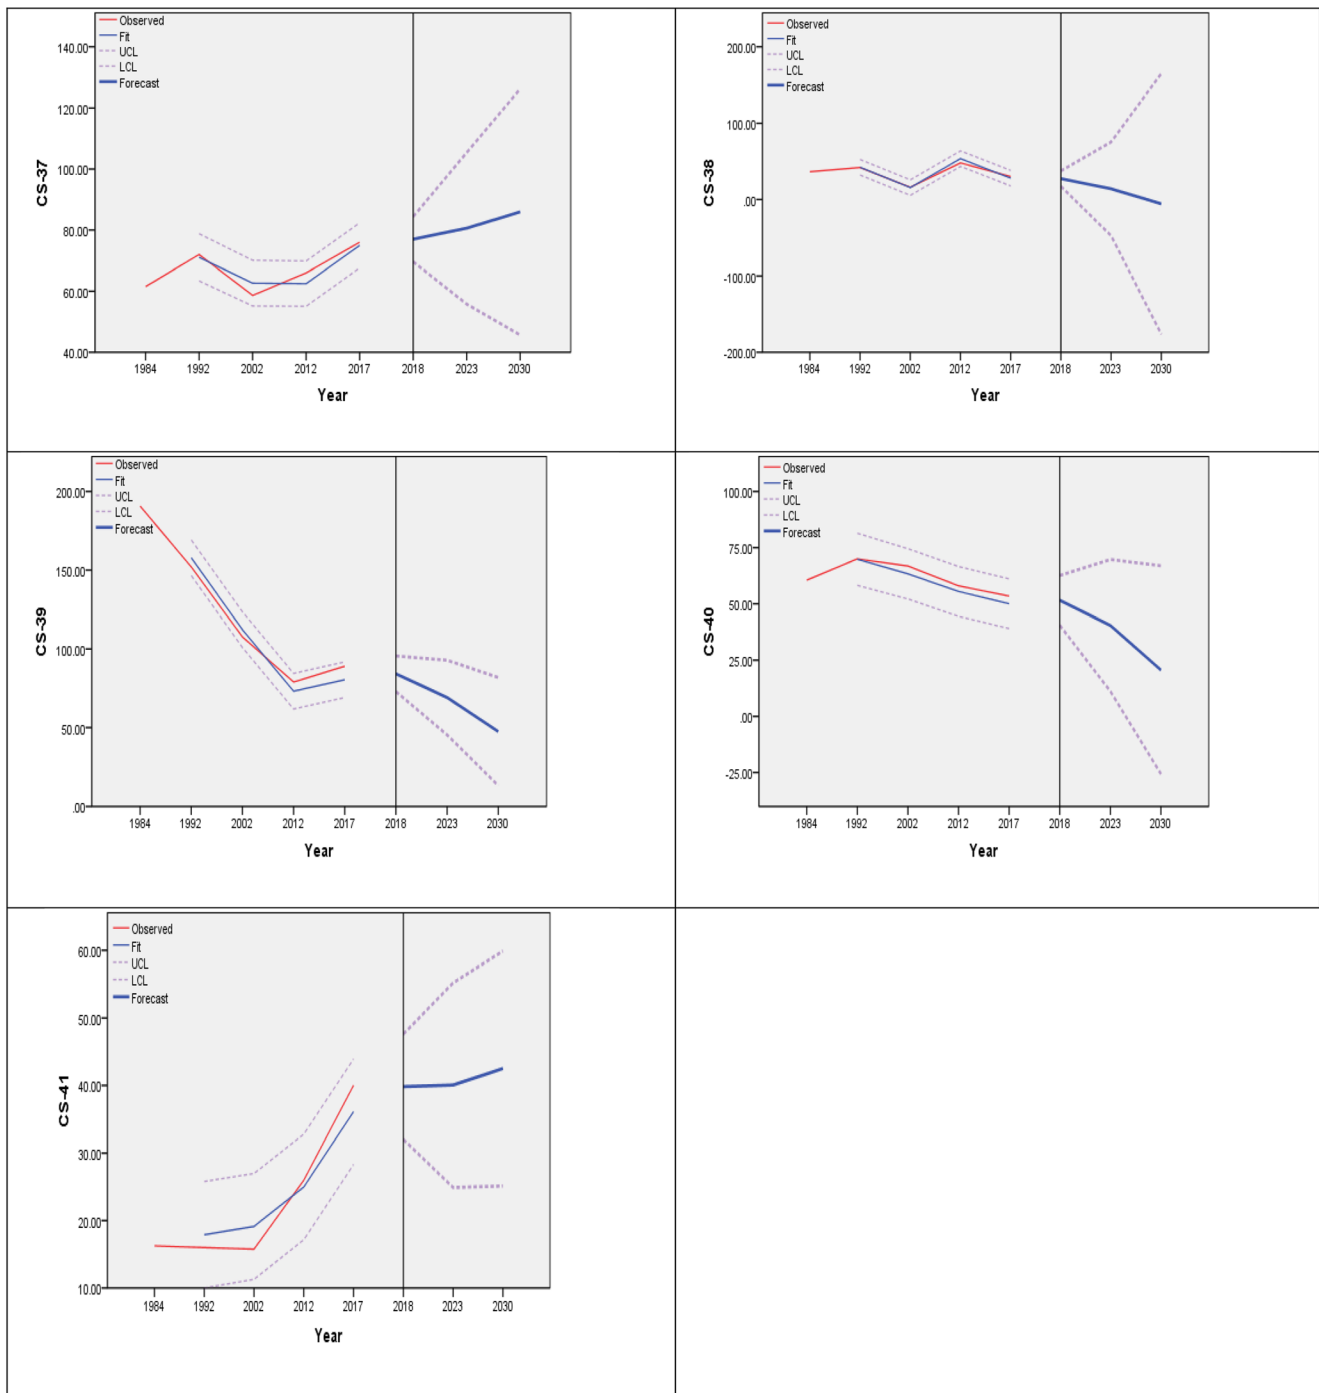 Observed
Fit
UCL
LCL
Forecast
140.00
120.00
100.00
80.00
60.00
40.00
CS-37
1984 1992 2002 2012 2017 2018 2023 2030
Year
Observed
Fit
UCL
LCL
Forecast
200.00
100.00
.00
-100.00
-200.00
CS-38
1984 1992 2002 2012 2017 2018 2023 2030
Year
Observed
Fit
UCL
LCL
Forecast
200.00
150.00
100.00
50.00
.00
CS-39
1984 1992 2002 2012 2017 2018 2023 2030
Year
Observed
Fit
UCL
LCL
Forecast
100.00
75.00
50.00
25.00
.00
-25.00
CS-40
1984 1992 2002 2012 2017 2018 2023 2030
Year
Observed
Fit
UCL
LCL
Forecast
60.00
50.00
40.00
30.00
20.00
10.00
CS-41
1984 1992 2002 2012 2017 2018 2023 2030
Year